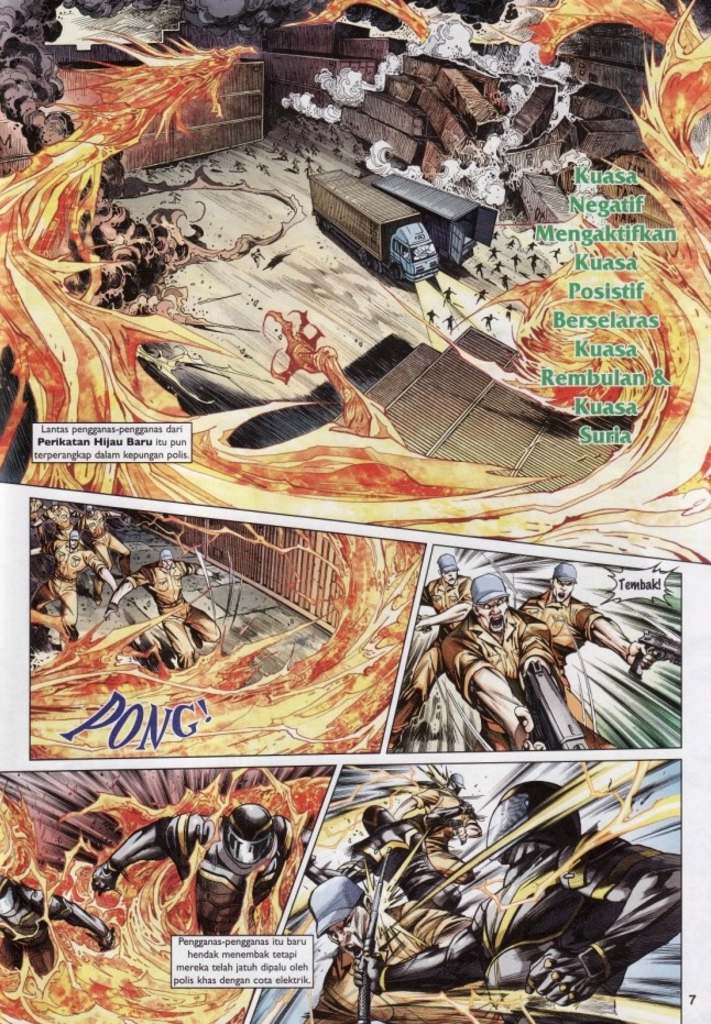 Kuasa
Negatif
Mengaktifkan
Kuasa
Posistif
Berselaras
Kuasa
Rembulan &
Kuasa
Suria
Lantas pengganas-pengganas dari
Perikatan Hijau Baru itu pun
terperangkap dalam kepungan polis.
PONG!
Tembak!
Pengganas-pengganas itu baru
hendak menembak tetapi
mereka telah jatuh dipalu oleh
polis khas dengan cota elektrik.
7